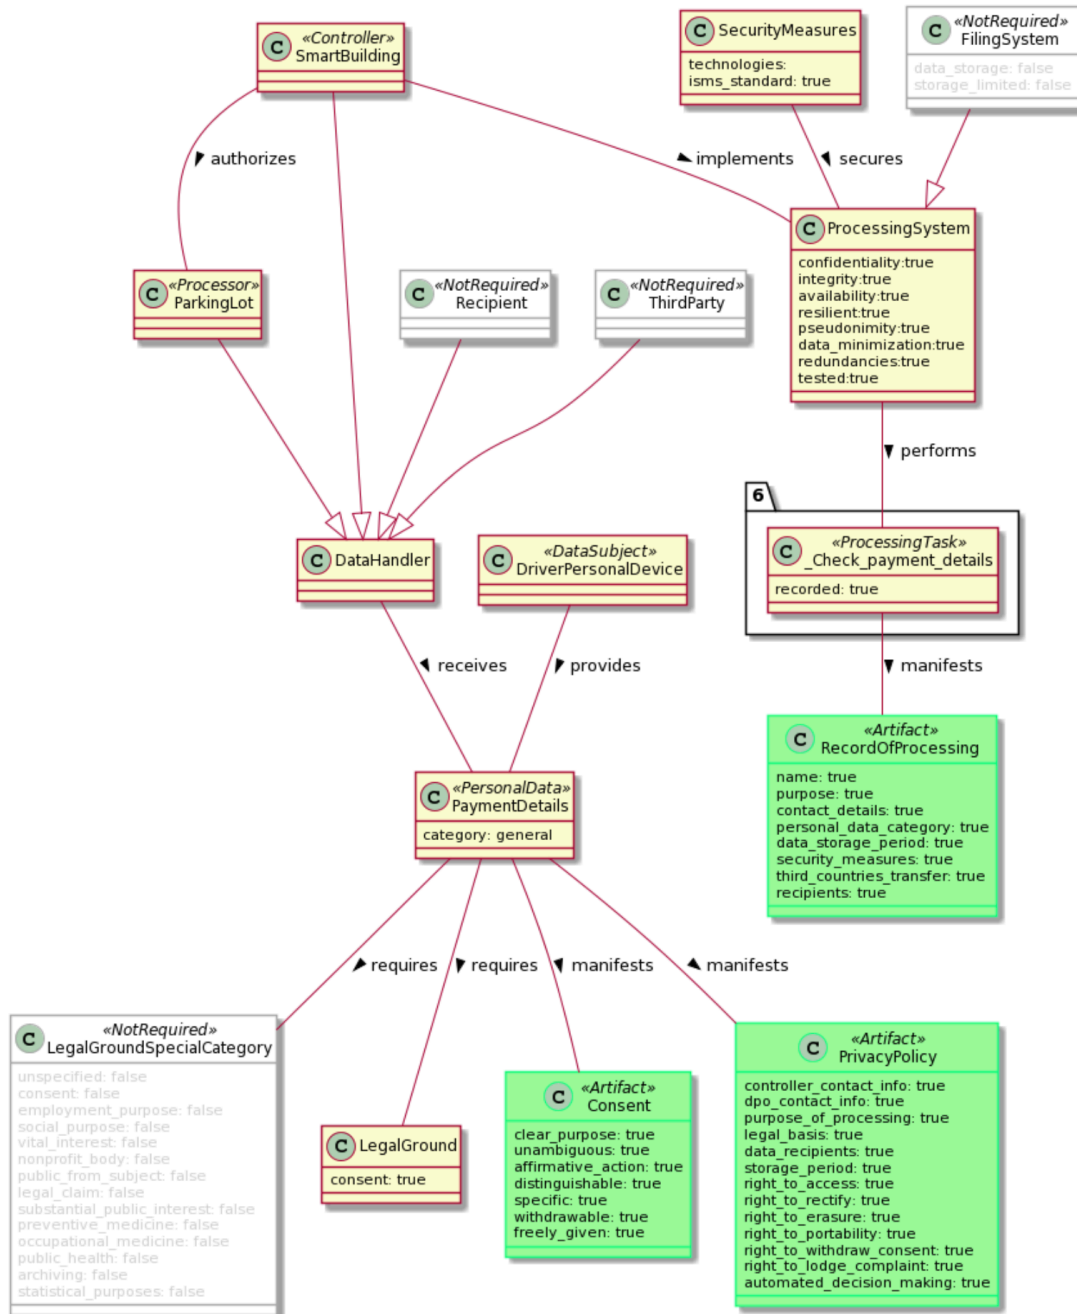 C
«Controller»
SmartBuilding
C
SecurityMeasures
technologies:
isms_standard: true
C
«NotRequired»
FilingSystem
data_storage: false
storage_limited: false
authorizes
implements
secures
C
ProcessingSystem
confidentiality:true
integrity:true
availability:true
resilient:true
pseudonimity:true
data_minimization:true
redundancies:true
tested:true
C
«Processor»
ParkingLot
C
«NotRequired»
Recipient
C
«NotRequired»
ThirdParty
performs
6
C
«ProcessingTask»
_Check_payment_details
recorded: true
C
DataHandler
C
«DataSubject»
DriverPersonalDevice
receives
provides
manifests
C
«Artifact»
RecordOfProcessing
name: true
purpose: true
contact_details: true
personal_data_category: true
data_storage_period: true
security_measures: true
third_countries_transfer: true
recipients: true
C
«PersonalData»
PaymentDetails
category: general
requires
requires
manifests
manifests
C
«NotRequired»
LegalGroundSpecialCategory
unspecified: false
consent: false
employment_purpose: false
social_purpose: false
vital_interest: false
nonprofit_body: false
public_from_subject: false
legal_claim: false
substantial_public_interest: false
preventive_medicine: false
occupational_medicine: false
public_health: false
archiving: false
statistical_purposes: false
C
LegalGround
consent: true
C
«Artifact»
Consent
clear_purpose: true
unambiguous: true
affirmative_action: true
distinguishable: true
specific: true
withdrawable: true
freely_given: true
C
«Artifact»
PrivacyPolicy
controller_contact_info: true
dpo_contact_info: true
purpose_of_processing: true
legal_basis: true
data_recipients: true
storage_period: true
right_to_access: true
right_to_rectify: true
right_to_erasure: true
right_to_portability: true
right_to_withdraw_consent: true
right_to_lodge_complaint: true
automated_decision_making: true